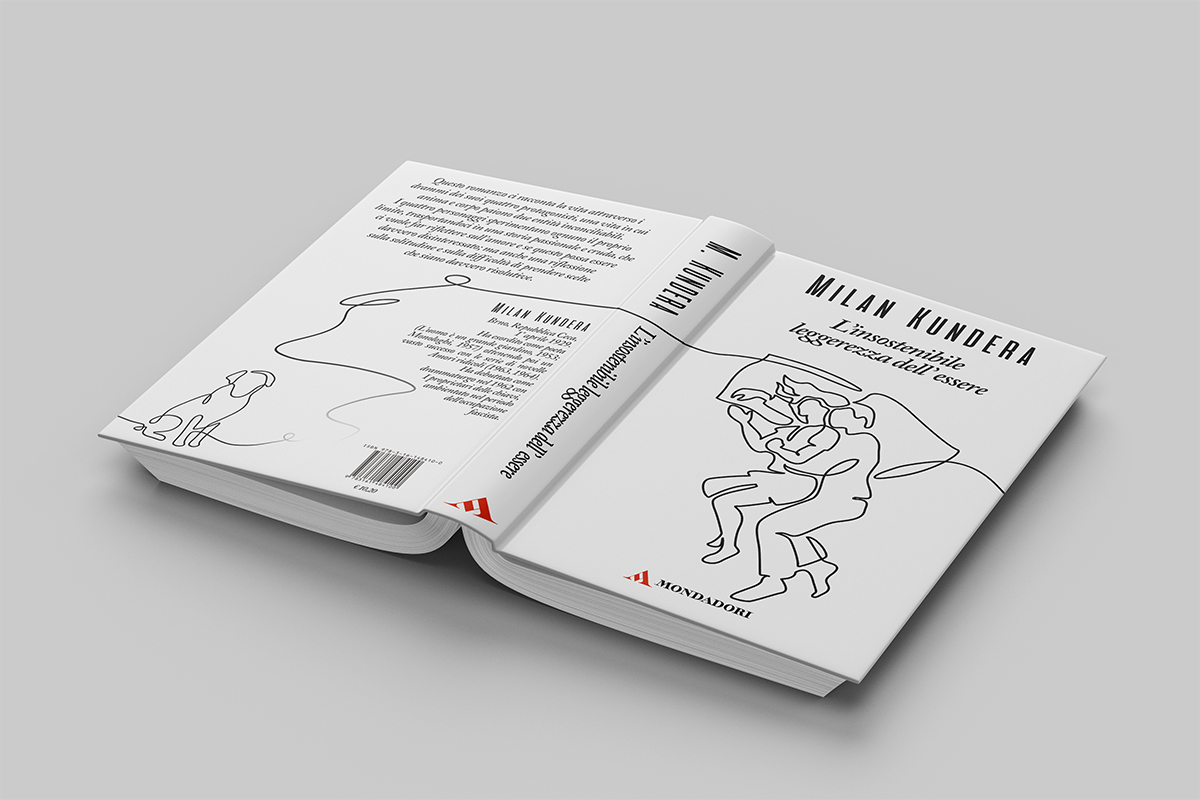 Questo romanzo ci racconta la vita attraverso i
drammi dei suoi quattro protagonisti, una vita in cui
anima e corpo paiono due entità inconciliabili.
I quattro personaggi sperimentano ognuno il proprio
limite, trasportandoci in una storia passionale e cruda, che
ci vuole far riflettere sull'amore e se questo possa essere
davvero disinteressato, ma anche una riflessione
sulla solitudine e sulla difficoltà di prendere scelte
che siano davvero risolutive.
MILAN KUNDERA
Brno, Repubblica Ceca,
1 aprile 1929.
Ha esordito come poeta
(L'uomo è un grande giardino, 1953;
Monologhi, 1957) ottenendo poi un
vasto successo con le serie di novelle
Amori ridicoli (1963, 1964).
Ha debuttato come
drammaturgo nel 1962 con
I proprietari delle chiavi,
ambientato nel periodo
dell'occupazione
fascista.
€ 10,20
M. KUNDERA
L'insostenibile leggerezza dell' essere
MILAN KUNDERA
L'insostenibile
leggerezza dell' essere
MONDADORI